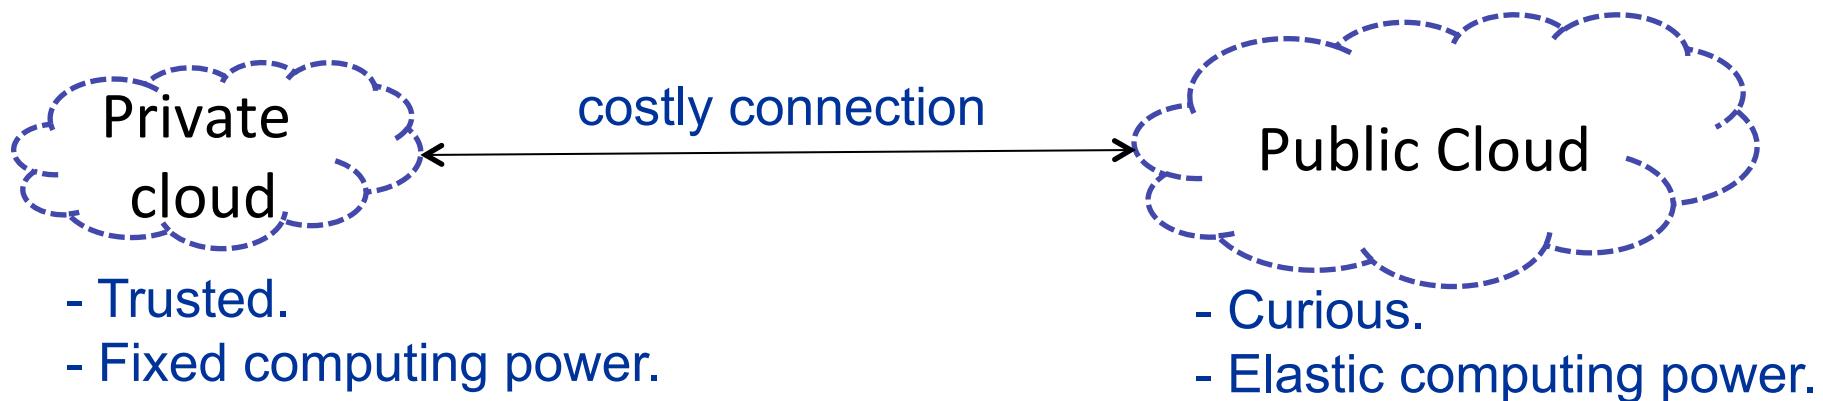 Private
cloud
costly connection
Public Cloud
- Trusted.
- Fixed computing power.
- Curious.
- Elastic computing power.